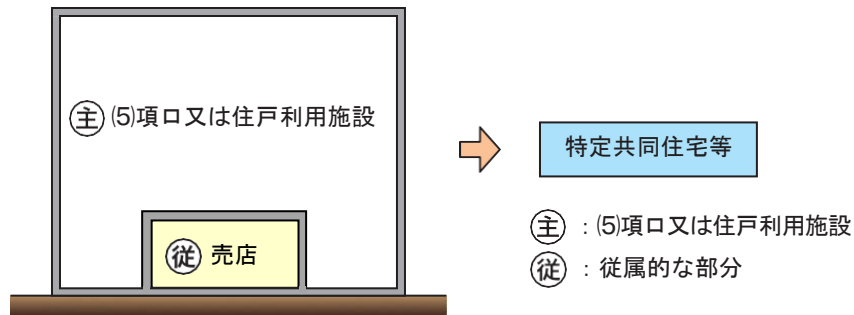 ㊤ ⑸項ロ又は住戸利用施設
従 売店
特定共同住宅等
主 : ⑸項ロ又は住戸利用施設
従 : 従属的な部分